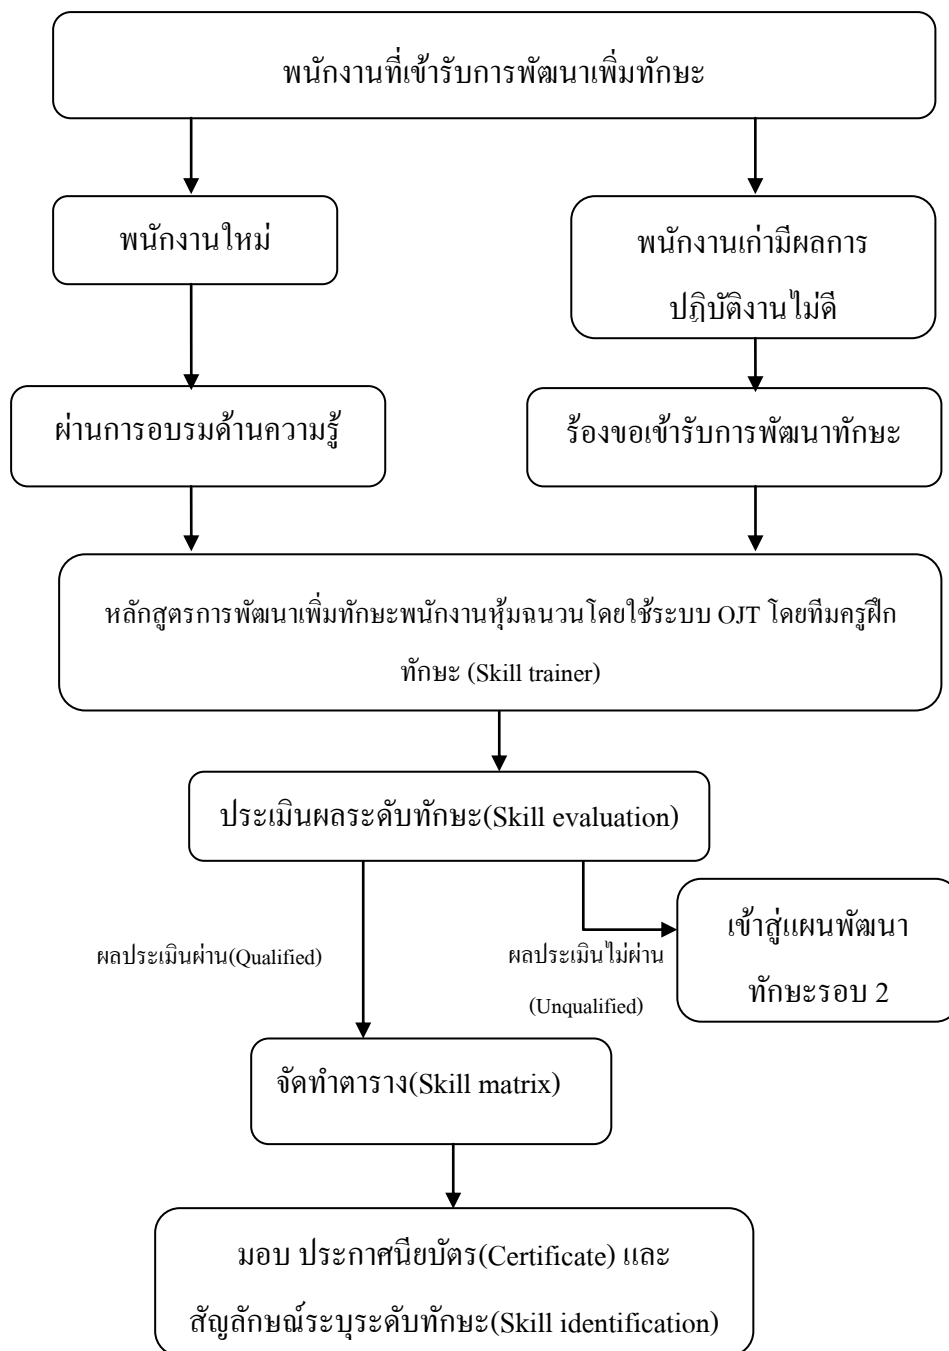 พนักงานที่เข้ารับการพัฒนาเพิ่มทักษะ
พนักงานใหม่
พนักงานเก่ามีผลการ
ปฏิบัติงานไม่ดี
ผ่านการอบรมด้านความรู้
ร้องขอเข้ารับการพัฒนาทักษะ
หลักสูตรการพัฒนาเพิ่มทักษะพนักงานหุ้มฉนวนโดยใช้ระบบ OJT โดยทีมครูฝึก
ทักษะ (Skill trainer)
ประเมินผลระดับทักษะ(Skill evaluation)
ผลประเมินผ่าน(Qualified)
ผลประเมินไม่ผ่าน
(Unqualified)
เข้าสู่แผนพัฒนา
ทักษะรอบ 2
จัดทำตาราง(Skill matrix)
มอบ ประกาศนียบัตร(Certificate) และ
สัญลักษณ์ระบุระดับทักษะ(Skill identification)